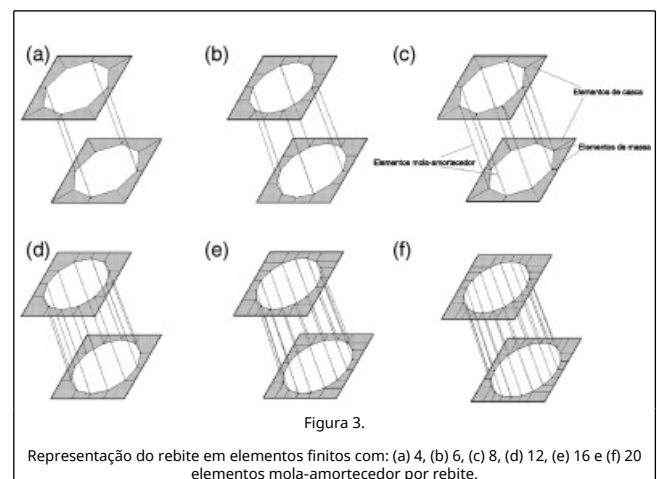 (a)
(b)
(c)
Elementos de casca
Elementos de massa
Elementos mola-amortecedor
(d)
(e)
(f)
Figura 3.
Representação do rebite em elementos finitos com: (a) 4, (b) 6, (c) 8, (d) 12, (e) 16 e (f) 20
elementos mola-amortecedor por rebite.